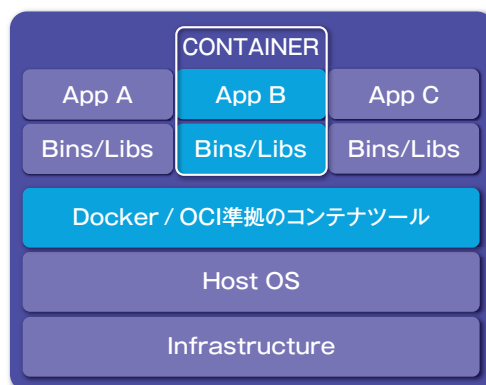 CONTAINER
App A App B App C
Bins/Libs Bins/Libs Bins/Libs
Docker / OCI準拠のコンテナツール
Host OS
Infrastructure